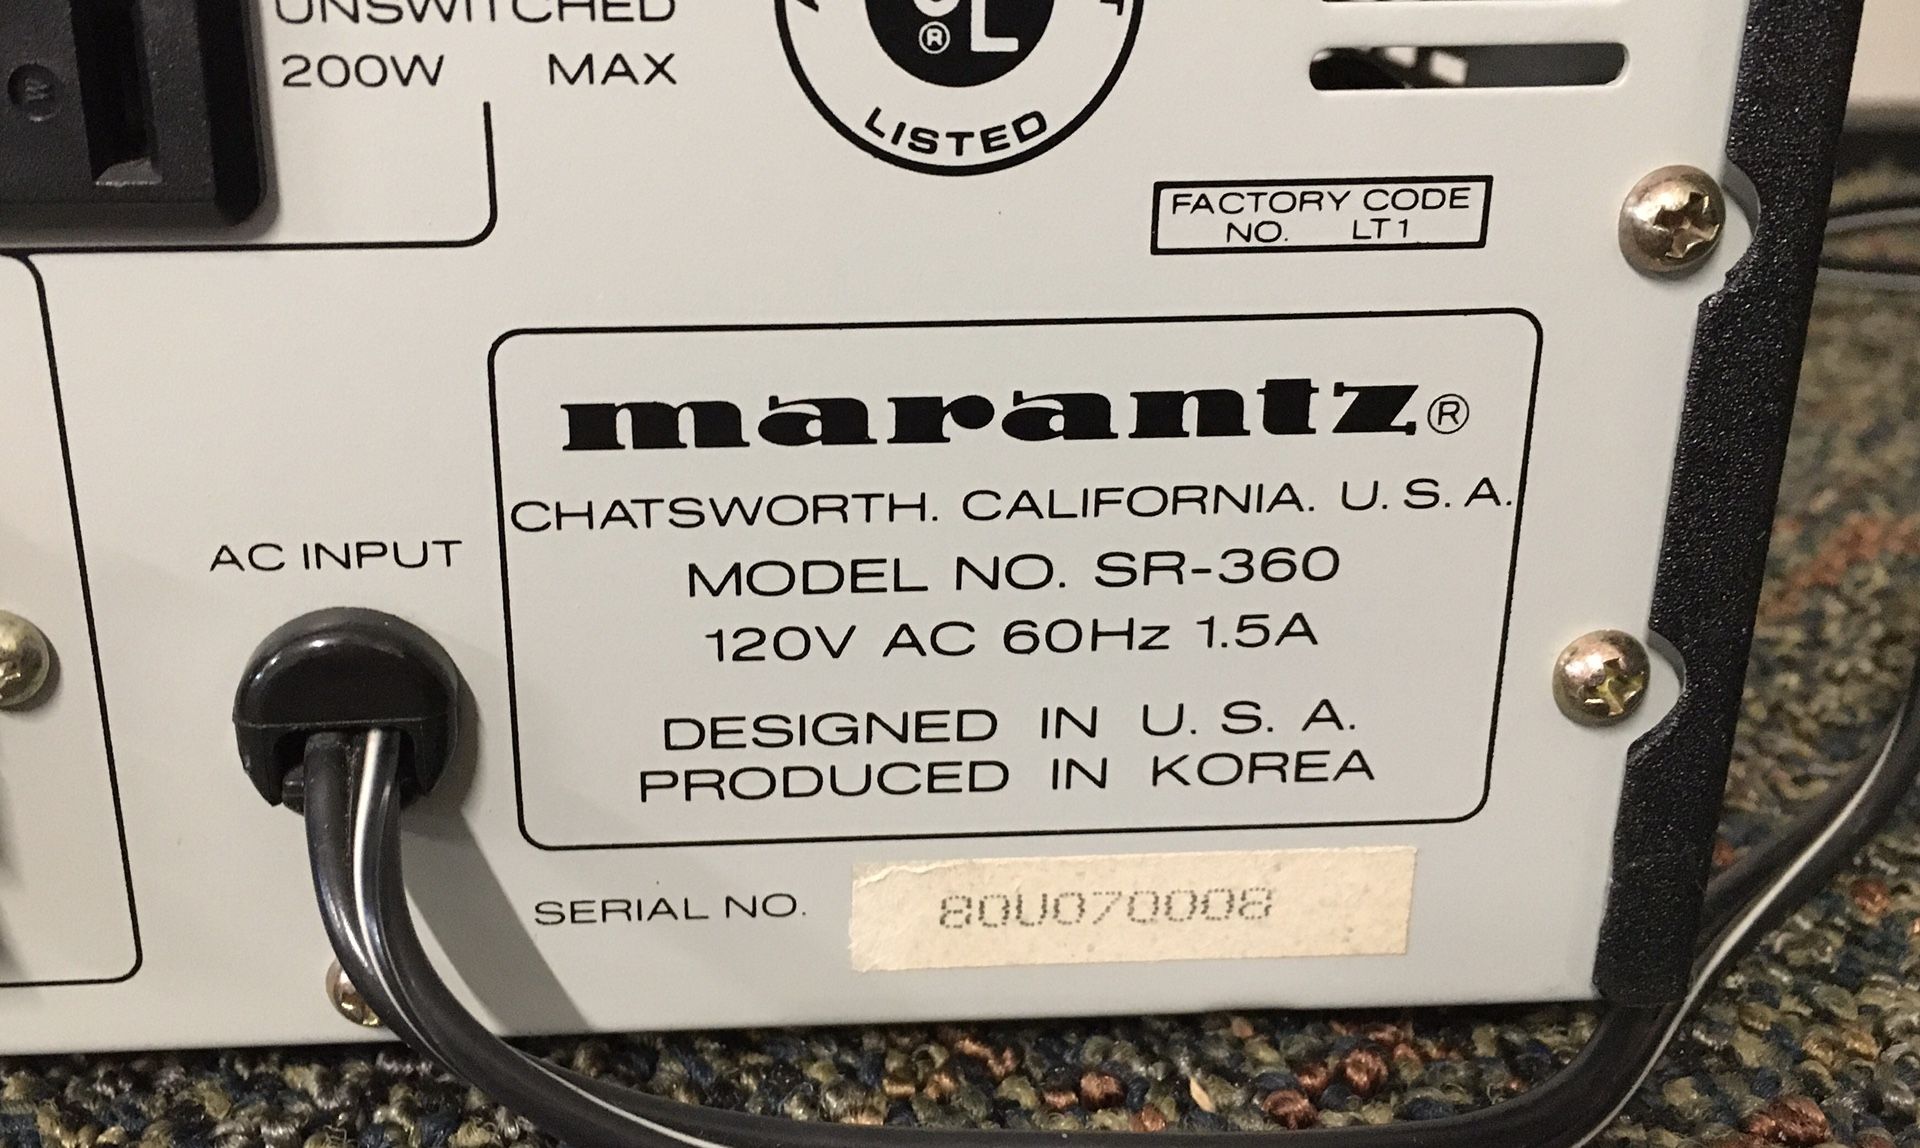 UNSWITCHED
200W MAX
UL
®
LISTED
FACTORY CODE
NO. LT1
marantz®
CHATSWORTH. CALIFORNIA. U. S. A.
MODEL NO. SR-360
120V AC 60Hz 1.5A
DESIGNED IN U. S. A.
PRODUCED IN KOREA
AC INPUT
SERIAL NO. 80U070008